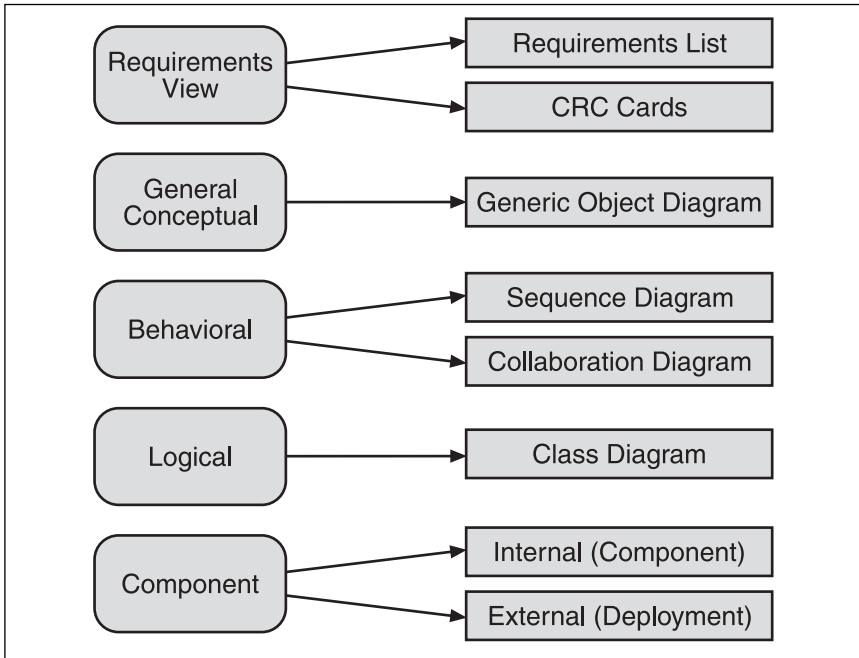 Requirements
View
Requirements List
CRC Cards
General
Conceptual
Generic Object Diagram
Behavioral
Sequence Diagram
Collaboration Diagram
Logical
Class Diagram
Component
Internal (Component)
External (Deployment)